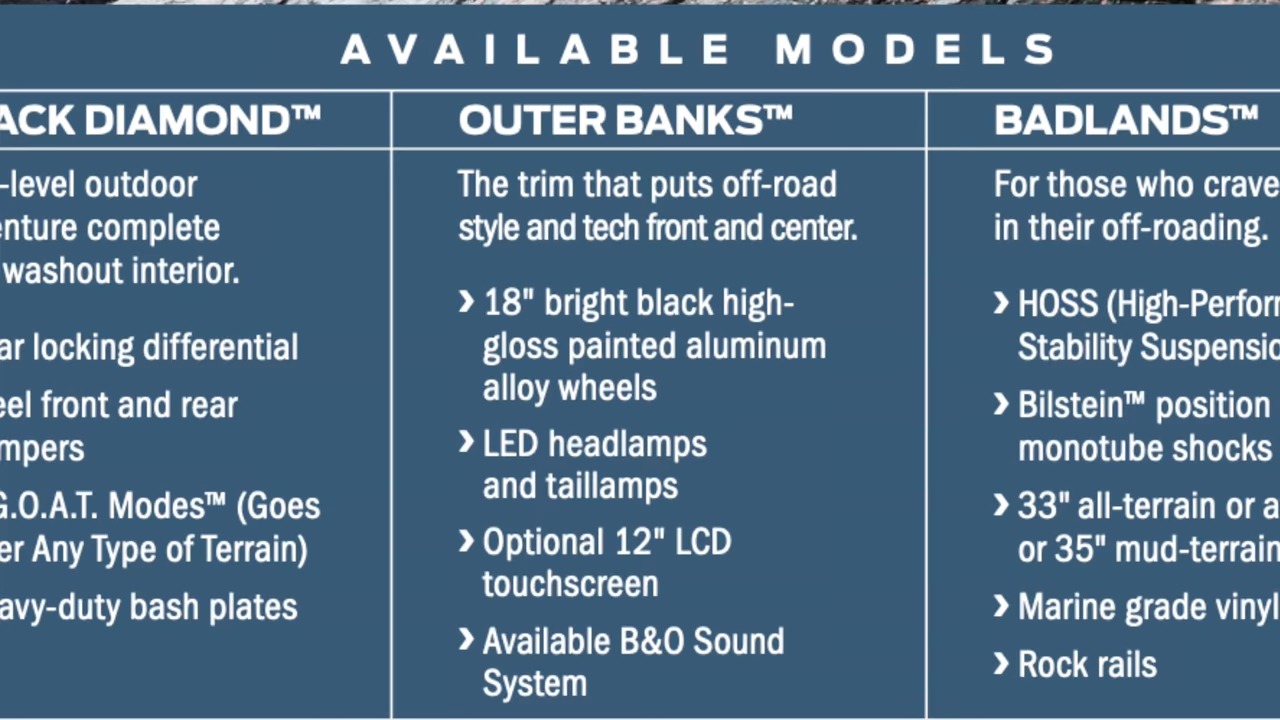 AVAILABLE MODELS
ACK DIAMOND™
-level outdoor
enture complete
washout interior.
ar locking differential
eel front and rear
mpers
G.O.A.T. Modes™ (Goes
er Any Type of Terrain)
avy-duty bash plates
OUTER BANKS™
The trim that puts off-road
style and tech front and center.
› 18" bright black high-
gloss painted aluminum
alloy wheels
› LED headlamps
and taillamps
› Optional 12" LCD
touchscreen
› Available B&O Sound
System
BADLANDS™
For those who crave
in their off-roading.
› HOSS (High-Perform
Stability Suspensio
› Bilstein™ position
monotube shocks
› 33" all-terrain or a
or 35" mud-terrain
› Marine grade vinyl
› Rock rails